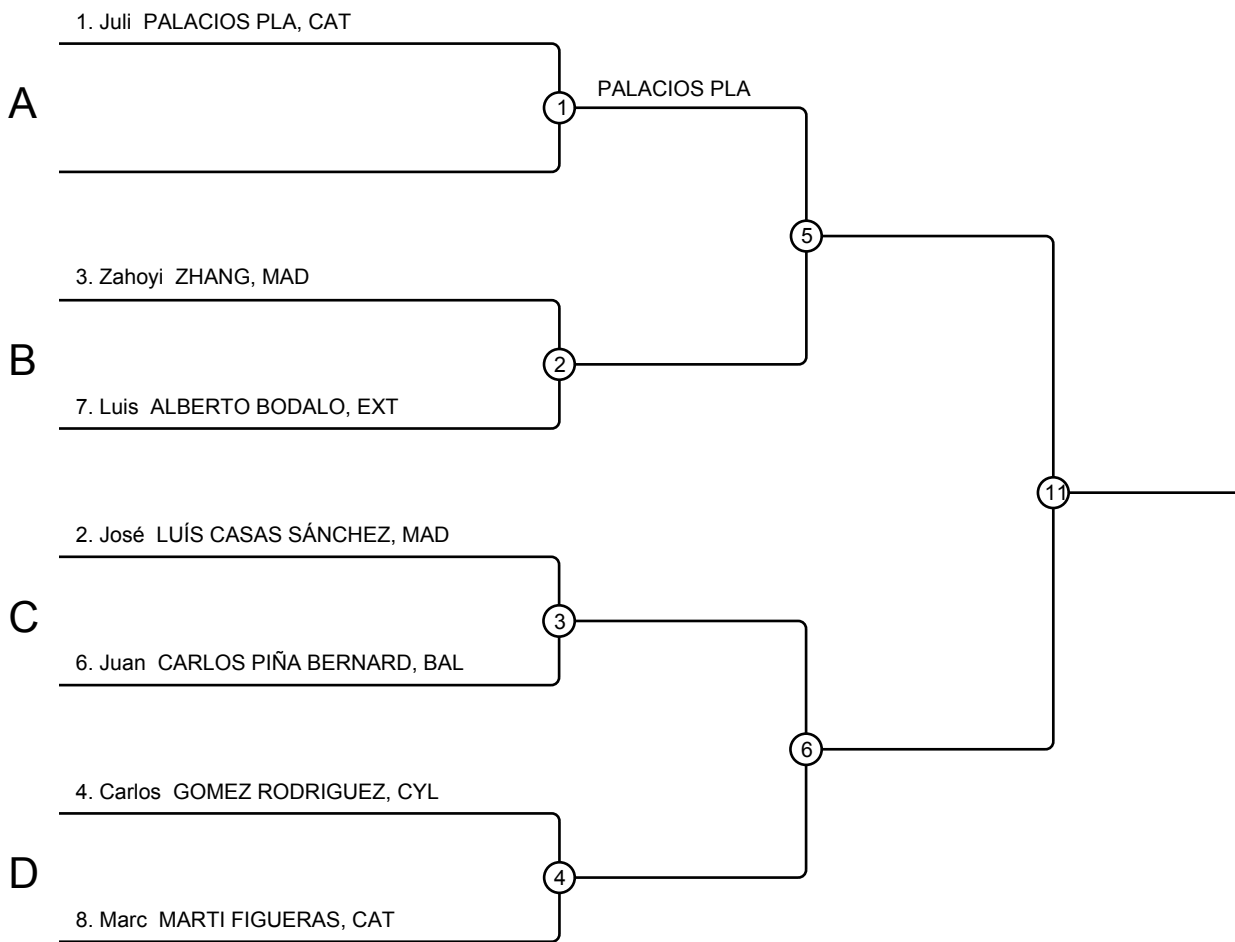 1. Juli  PALACIOS PLA, CAT
A
1
PALACIOS PLA
5
3. Zahoyi  ZHANG, MAD
B
2
7. Luis  ALBERTO BODALO, EXT
11
2. José  LUÍS CASAS SÁNCHEZ, MAD
C
3
6. Juan  CARLOS PIÑA BERNARD, BAL
6
4. Carlos  GOMEZ RODRIGUEZ, CYL
D
4
8. Marc  MARTI FIGUERAS, CAT